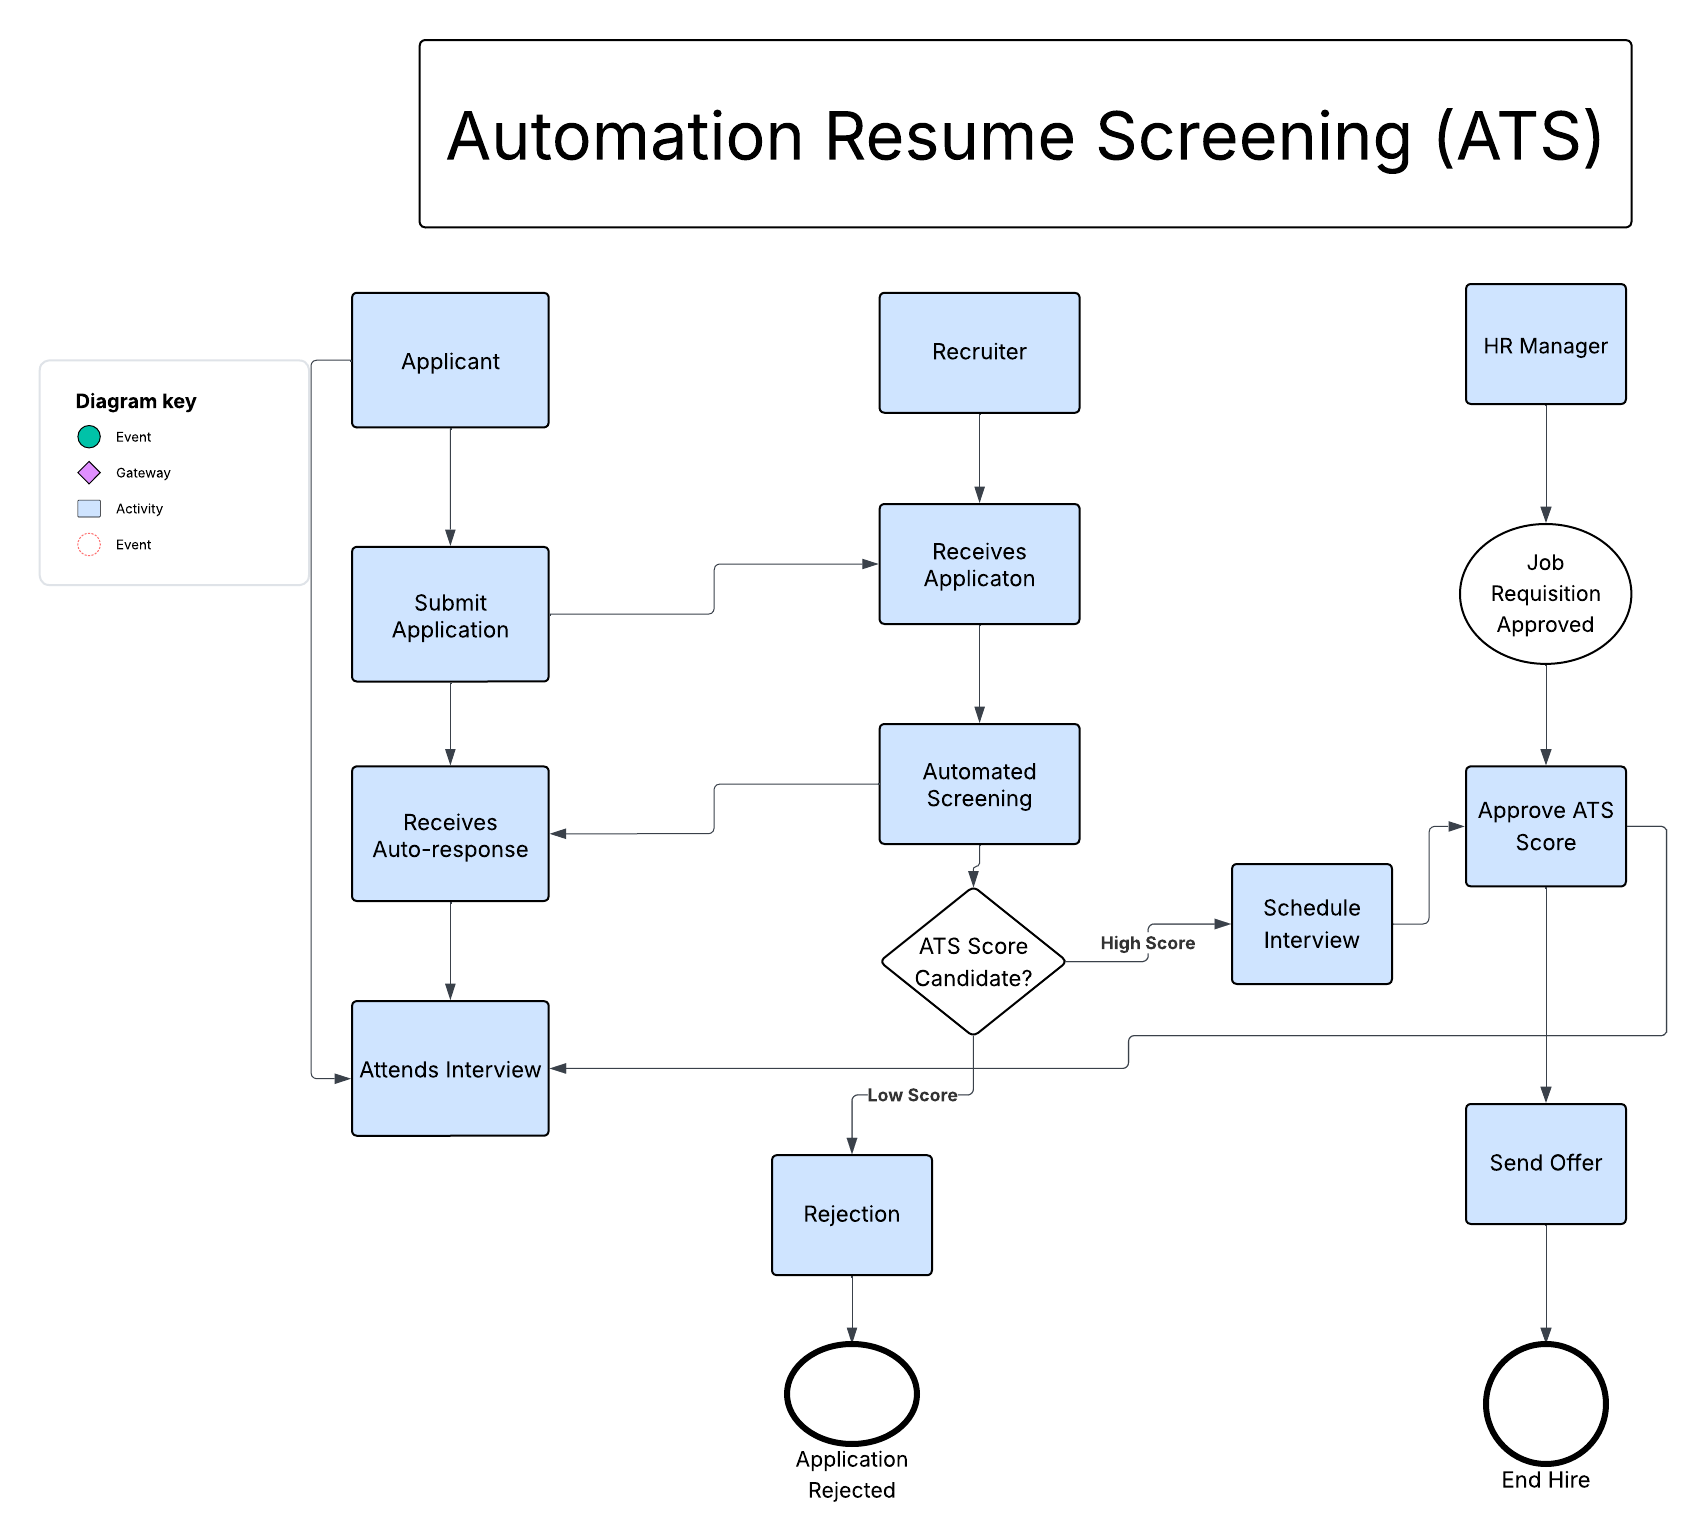 Automation Resume Screening (ATS)
Applicant
Recruiter
HR Manager
Diagram key
Event
Gateway
Activity
Event
Submit
Application
Receives
Applicaton
Job
Requisition
Approved
Receives
Auto-response
Automated
Screening
Approve ATS
Score
ATS Score
Candidate?
High Score
Schedule
Interview
Attends Interview
Low Score
Rejection
Send Offer
Application
Rejected
End Hire